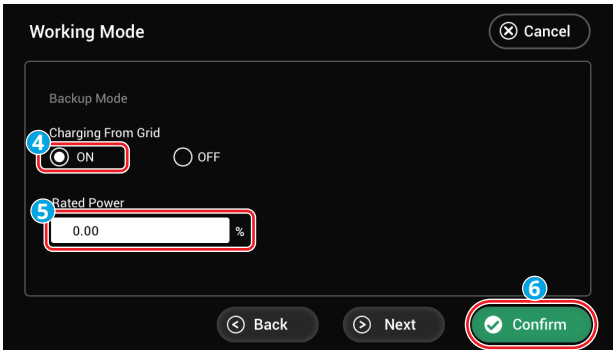 Working Mode
Cancel
Backup Mode
Charging From Grid
4
ON OFF
Rated Power
5
0.00 %
6
Back Next Confirm